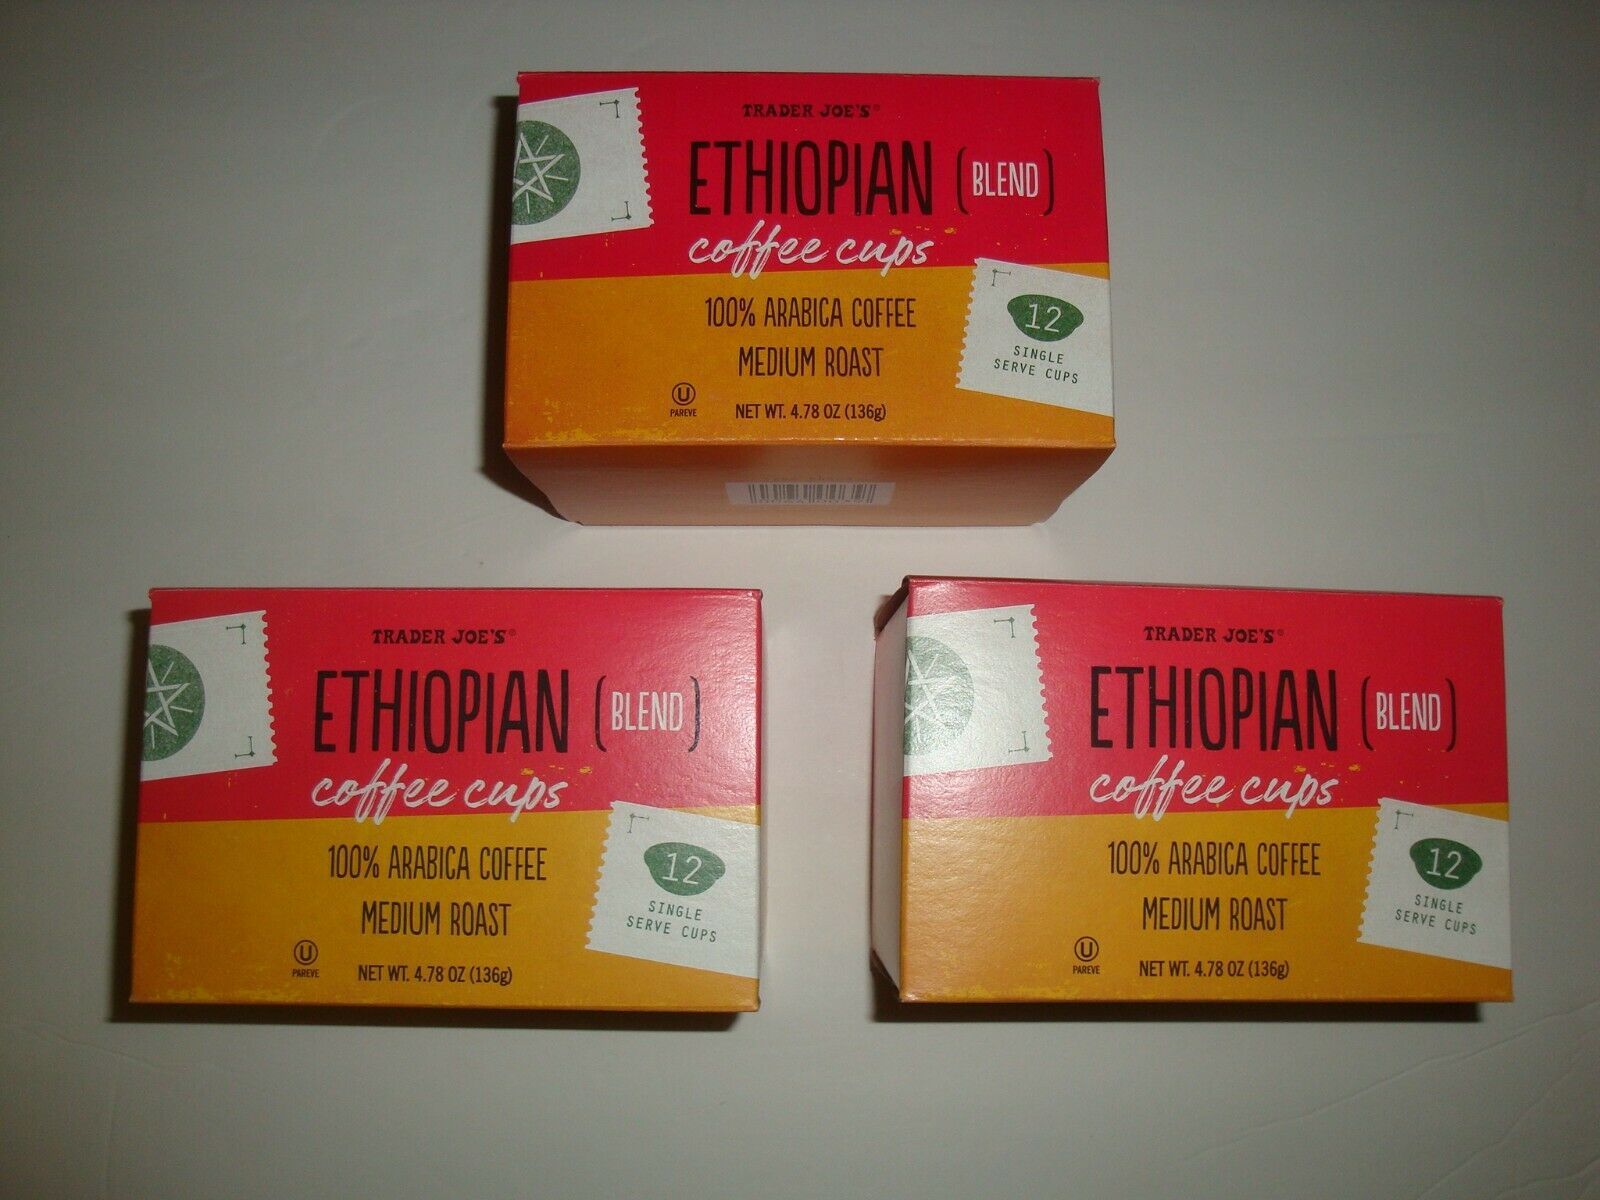 TRADER JOE'S®
ETHIOPIAN (BLEND)
coffee cups
100% ARABICA COFFEE
MEDIUM ROAST
U
PAREVE
NET WT. 4.78 OZ (136g)
12
SINGLE
SERVE CUPS
TRADER JOE'S®
ETHIOPIAN (BLEND)
coffee cups
100% ARABICA COFFEE
MEDIUM ROAST
U
PAREVE
NET WT. 4.78 OZ (136g)
12
SINGLE
SERVE CUPS
TRADER JOE'S®
ETHIOPIAN (BLEND)
coffee cups
100% ARABICA COFFEE
MEDIUM ROAST
U
PAREVE
NET WT. 4.78 OZ (136g)
12
SINGLE
SERVE CUPS